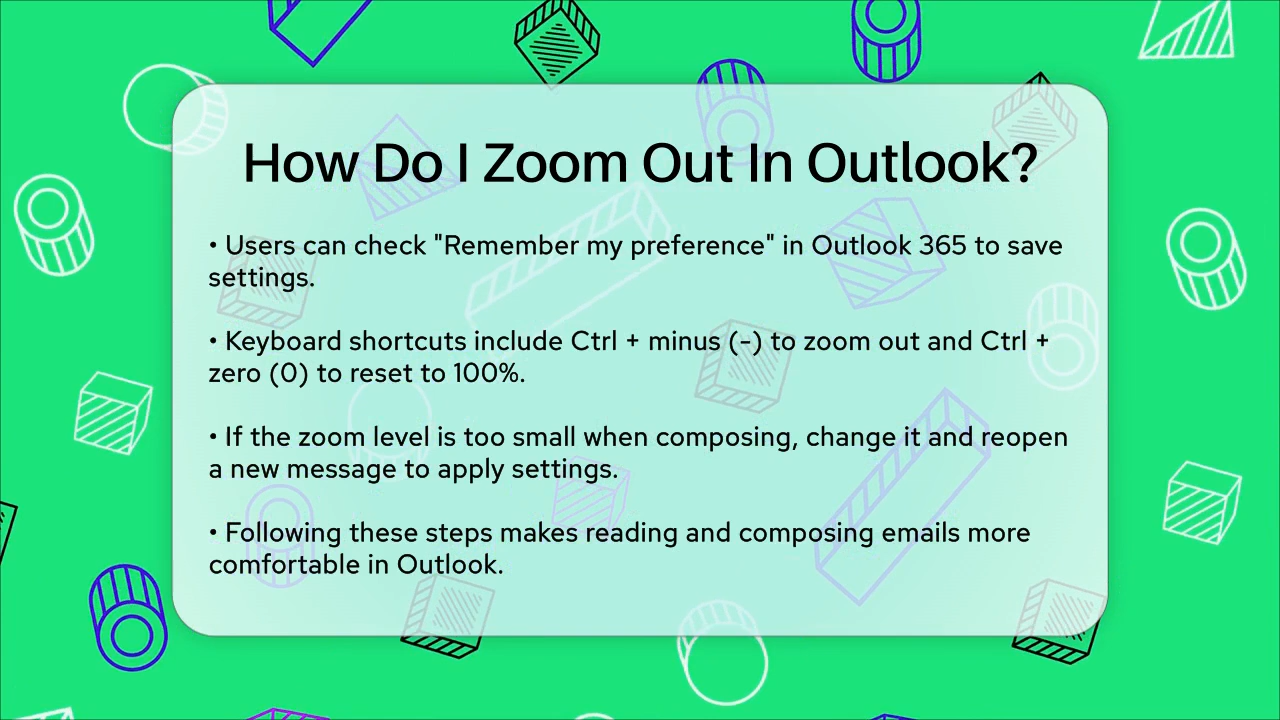 How Do I Zoom Out In Outlook?
• Users can check "Remember my preference" in Outlook 365 to save
settings.
• Keyboard shortcuts include Ctrl + minus (-) to zoom out and Ctrl +
zero (0) to reset to 100%.
• If the zoom level is too small when composing, change it and reopen
a new message to apply settings.
• Following these steps makes reading and composing emails more
comfortable in Outlook.